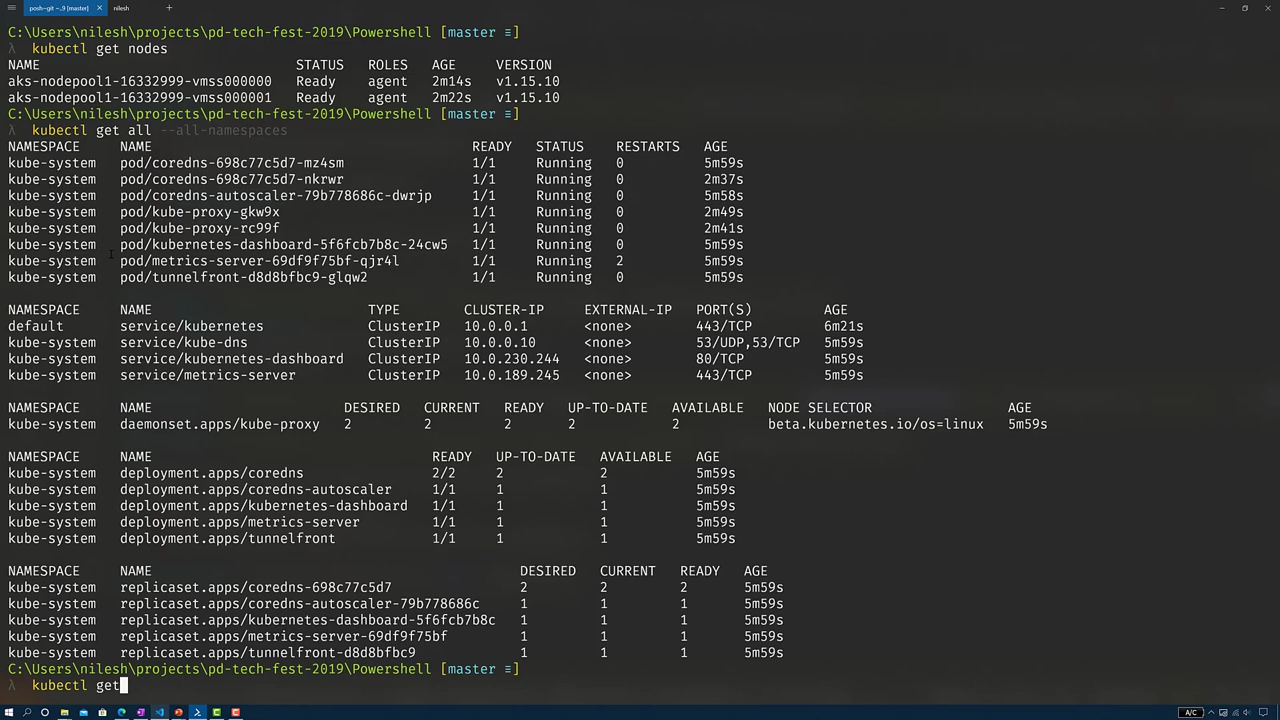 posh~git ~..9 [master] nilesh
C:\Users\nilesh\projects\pd-tech-fest-2019\Powershell [master ≡]
λ kubectl get nodes
NAME STATUS ROLES AGE VERSION
aks-nodepool1-16332999-vmss000000 Ready agent 2m14s v1.15.10
aks-nodepool1-16332999-vmss000001 Ready agent 2m22s v1.15.10
C:\Users\nilesh\projects\pd-tech-fest-2019\Powershell [master ≡]
λ kubectl get all --all-namespaces
NAMESPACE NAME READY STATUS RESTARTS AGE
kube-system pod/coredns-698c77c5d7-mz4sm 1/1 Running 0 5m59s
kube-system pod/coredns-698c77c5d7-nkrwr 1/1 Running 0 2m37s
kube-system pod/coredns-autoscaler-79b778686c-dwrjp 1/1 Running 0 5m58s
kube-system pod/kube-proxy-gkw9x 1/1 Running 0 2m49s
kube-system pod/kube-proxy-rc99f 1/1 Running 0 2m41s
kube-system pod/kubernetes-dashboard-5f6fcb7b8c-24cw5 1/1 Running 0 5m59s
kube-system pod/metrics-server-69df9f75bf-qjr4l 1/1 Running 2 5m59s
kube-system pod/tunnelfront-d8d8bfbc9-glqw2 1/1 Running 0 5m59s
NAMESPACE NAME TYPE CLUSTER-IP EXTERNAL-IP PORT(S) AGE
default service/kubernetes ClusterIP 10.0.0.1 <none> 443/TCP 6m21s
kube-system service/kube-dns ClusterIP 10.0.0.10 <none> 53/UDP,53/TCP 5m59s
kube-system service/kubernetes-dashboard ClusterIP 10.0.230.244 <none> 80/TCP 5m59s
kube-system service/metrics-server ClusterIP 10.0.189.245 <none> 443/TCP 5m59s
NAMESPACE NAME DESIRED CURRENT READY UP-TO-DATE AVAILABLE NODE SELECTOR AGE
kube-system daemonset.apps/kube-proxy 2 2 2 2 2 beta.kubernetes.io/os=linux 5m59s
NAMESPACE NAME READY UP-TO-DATE AVAILABLE AGE
kube-system deployment.apps/coredns 2/2 2 2 5m59s
kube-system deployment.apps/coredns-autoscaler 1/1 1 1 5m59s
kube-system deployment.apps/kubernetes-dashboard 1/1 1 1 5m59s
kube-system deployment.apps/metrics-server 1/1 1 1 5m59s
kube-system deployment.apps/tunnelfront 1/1 1 1 5m59s
NAMESPACE NAME DESIRED CURRENT READY AGE
kube-system replicaset.apps/coredns-698c77c5d7 2 2 2 5m59s
kube-system replicaset.apps/coredns-autoscaler-79b778686c 1 1 1 5m59s
kube-system replicaset.apps/kubernetes-dashboard-5f6fcb7b8c 1 1 1 5m59s
kube-system replicaset.apps/metrics-server-69df9f75bf 1 1 1 5m59s
kube-system replicaset.apps/tunnelfront-d8d8bfbc9 1 1 1 5m59s
C:\Users\nilesh\projects\pd-tech-fest-2019\Powershell [master ≡]
λ kubectl get
A/C